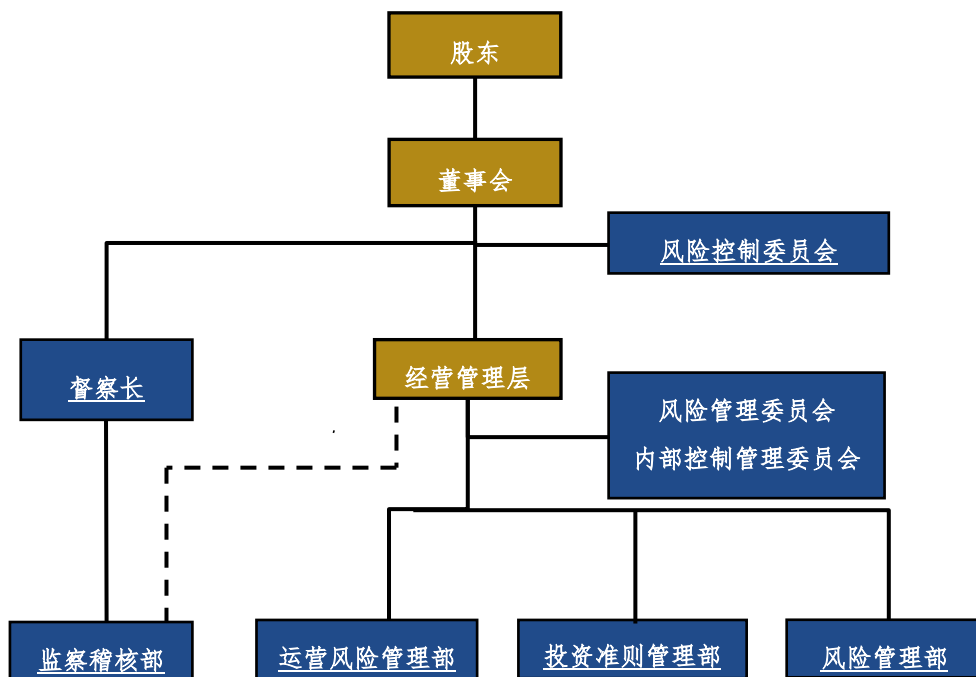 股东
董事会
风险控制委员会
督察长
经营管理层
风险管理委员会
内部控制管理委员会
监察稽核部
运营风险管理部
投资准则管理部
风险管理部